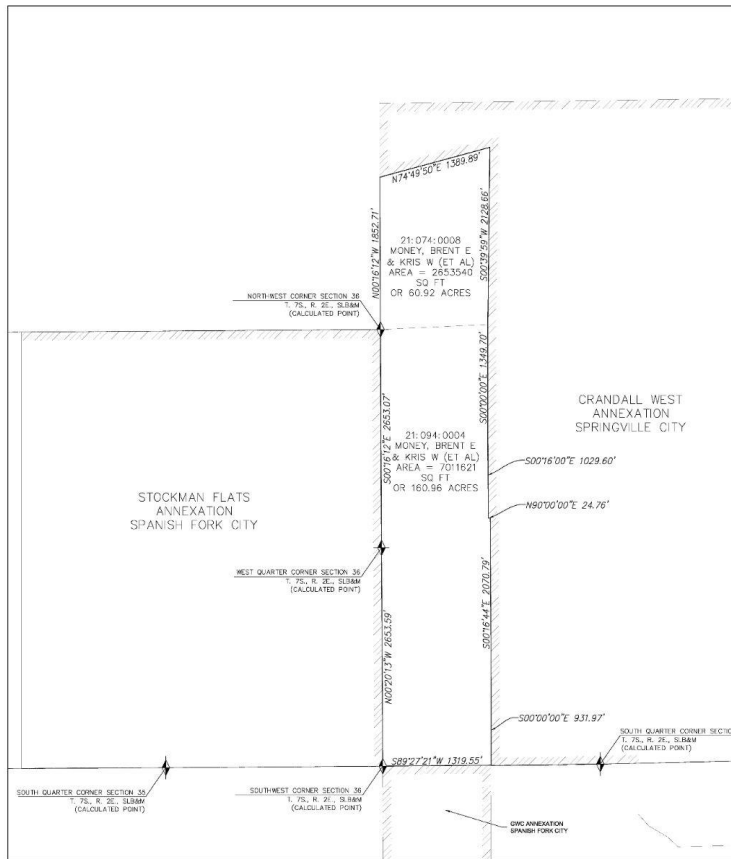 N74°49'50"E 1389.89'
N00°16'12"W 1852.71'
S00°39'59"W 2128.66'
21:074:0008
MONEY, BRENT E
& KRIS W (ET AL)
AREA = 2653540
SQ FT
OR 60.92 ACRES
NORTHWEST CORNER SECTION 36
T. 7S., R. 2E., SLB&M
(CALCULATED POINT)
S00°16'12"E 2653.07'
S00°00'00"E 1349.70'
CRANDALL WEST
ANNEXATION
SPRINGVILLE CITY
21:094:0004
MONEY, BRENT E
& KRIS W (ET AL)
AREA = 7011621
SQ FT
OR 160.96 ACRES
S00°16'00"E 1029.60'
STOCKMAN FLATS
ANNEXATION
SPANISH FORK CITY
N90°00'00"E 24.76'
WEST QUARTER CORNER SECTION 36
T. 7S., R. 2E., SLB&M
(CALCULATED POINT)
N00°20'13"W 2653.59'
S00°16'44"E 2070.79'
S00°00'00"E 931.97'
SOUTH QUARTER CORNER SECTIO
T. 7S., R. 2E., SLB&M
(CALCULATED POINT)
S89°27'21"W 1319.55'
SOUTH QUARTER CORNER SECTION 35
T. 7S., R. 2E., SLB&M
(CALCULATED POINT)
SOUTHWEST CORNER SECTION 36
T. 7S., R. 2E., SLB&M
(CALCULATED POINT)
GWC ANNEXATION
SPANISH FORK CITY